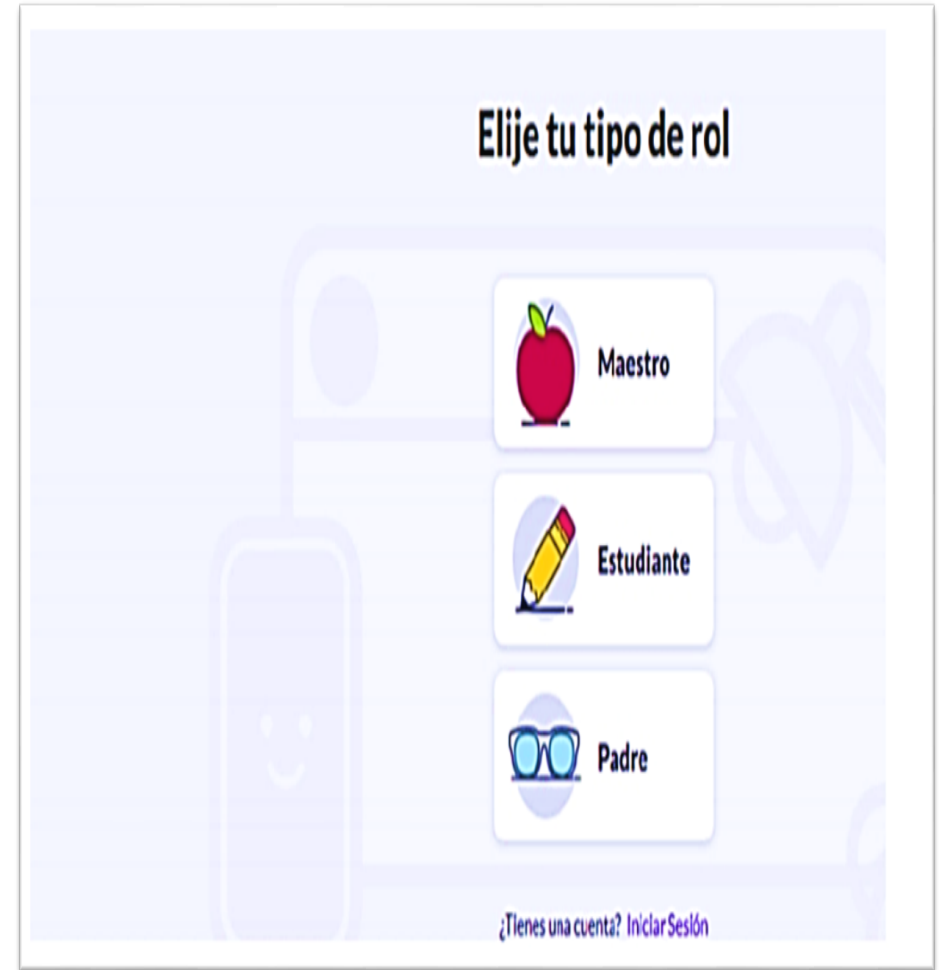 Elije tu tipo de rol
Maestro
Estudiante
Padre
¿Tienes una cuenta? Iniciar Sesión